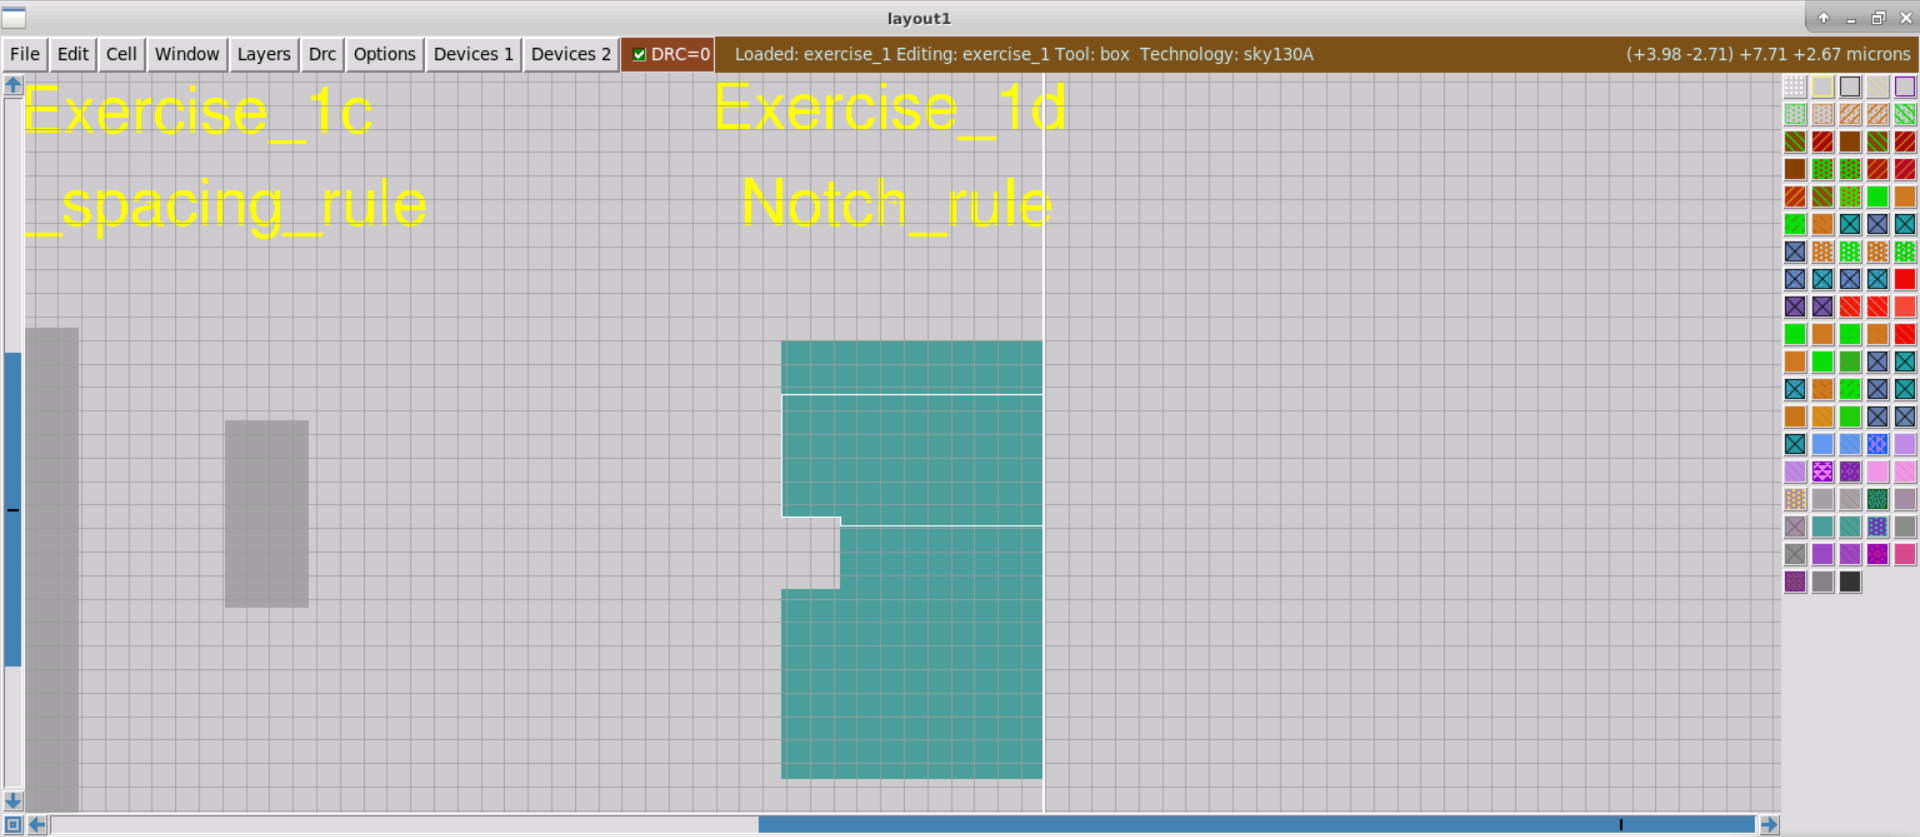 layout1
File Edit Cell Window Layers Drc Options Devices 1 Devices 2 DRC=0 Loaded: exercise_1 Editing: exercise_1 Tool: box Technology: sky130A (+3.98 -2.71) +7.71 +2.67 microns
Exercise_1c Exercise_1d
_spacing_rule Notch_rule